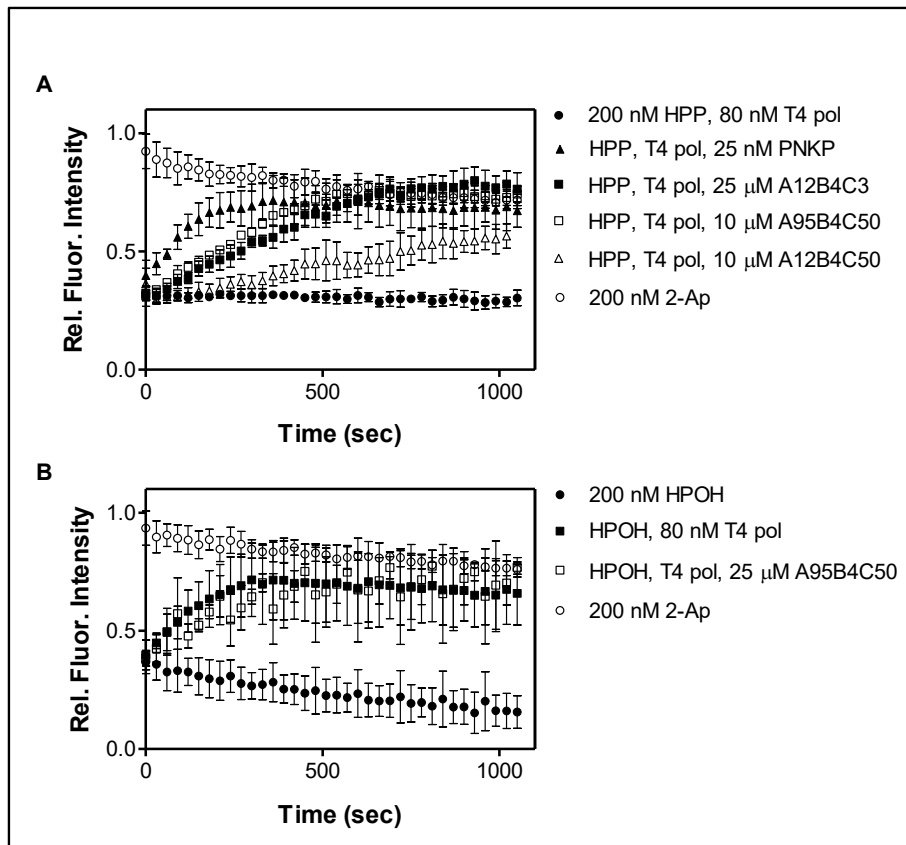 A
Rel. Fluor. Intensity
1.0
0.5
0.0
0
500
1000
Time (sec)
200 nM HPP, 80 nM T4 pol
HPP, T4 pol, 25 nM PNKP
HPP, T4 pol, 25 μM A12B4C3
HPP, T4 pol, 10 μM A95B4C50
HPP, T4 pol, 10 μM A12B4C50
200 nM 2-Ap
B
Rel. Fluor. Intensity
1.0
0.5
0.0
0
500
1000
Time (sec)
200 nM HPOH
HPOH, 80 nM T4 pol
HPOH, T4 pol, 25 μM A95B4C50
200 nM 2-Ap